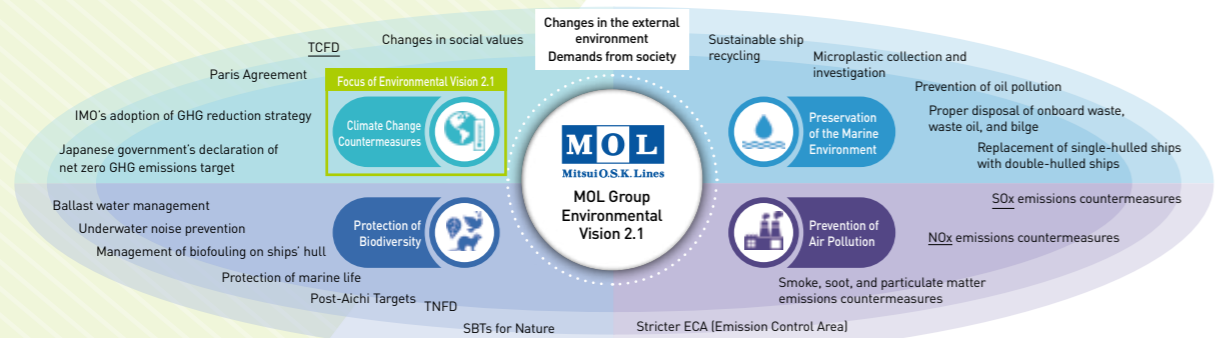 Changes in the external
environment
Demands from society
TCFD
Changes in social values
Paris Agreement
Focus of Environmental Vision 2.1
IMO's adoption of GHG reduction strategy
Climate Change
Countermeasures
Japanese government's declaration of
net zero GHG emissions target
Sustainable ship
recycling
Microplastic collection and
investigation
Prevention of oil pollution
Preservation
of the Marine
Environment
Proper disposal of onboard waste,
waste oil, and bilge
Replacement of single-hulled ships
with double-hulled ships
MOL
Mitsui O.S.K. Lines
MOL Group
Environmental
Vision 2.1
Ballast water management
Underwater noise prevention
Management of biofouling on ships' hull
Protection of
Biodiversity
Protection of marine life
Post-Aichi Targets
TNFD
SBTs for Nature
SOx emissions countermeasures
Prevention of
Air Pollution
NOx emissions countermeasures
Smoke, soot, and particulate matter
emissions countermeasures
Stricter ECA (Emission Control Area)